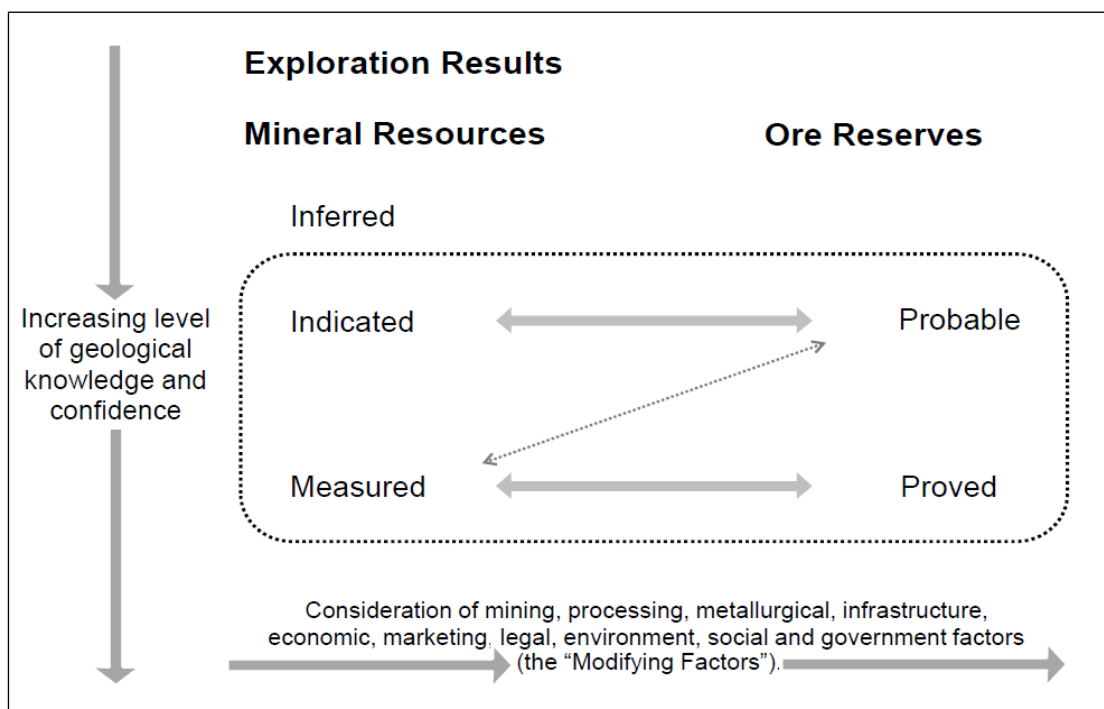 Exploration Results
Mineral Resources
Ore Reserves
Inferred
Increasing level
of geological
knowledge and
confidence
Indicated
Probable
Measured
Proved
Consideration of mining, processing, metallurgical, infrastructure,
economic, marketing, legal, environment, social and government factors
(the “Modifying Factors”).